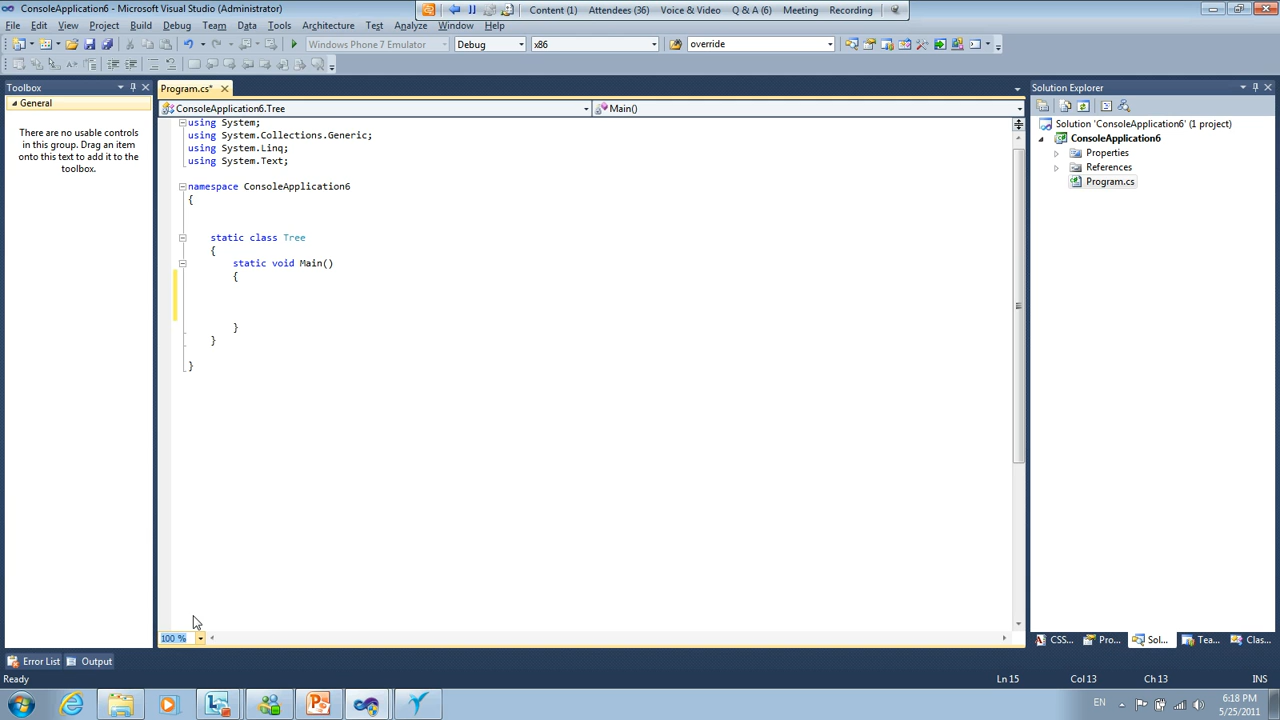 ConsoleApplication6 - Microsoft Visual Studio (Administrator)
Content (1) Attendees (36) Voice & Video Q & A (6) Meeting Recording
File Edit View Project Build Debug Team Data Tools Architecture Test Analyze Window Help
Windows Phone 7 Emulator Debug x86 override
Toolbox
General
There are no usable controls
in this group. Drag an item
onto this text to add it to the
toolbox.
Program.cs*
ConsoleApplication6.Tree
Main()
using System;
using System.Collections.Generic;
using System.Linq;
using System.Text;
namespace ConsoleApplication6
{
static class Tree
{
static void Main()
{
}
}
}
100 %
Solution Explorer
Solution 'ConsoleApplication6' (1 project)
ConsoleApplication6
Properties
References
Program.cs
CSS... Pro... Sol... Tea... Clas...
Error List Output
Ready Ln 15 Col 13 Ch 13 INS
EN 6:18 PM
5/25/2011